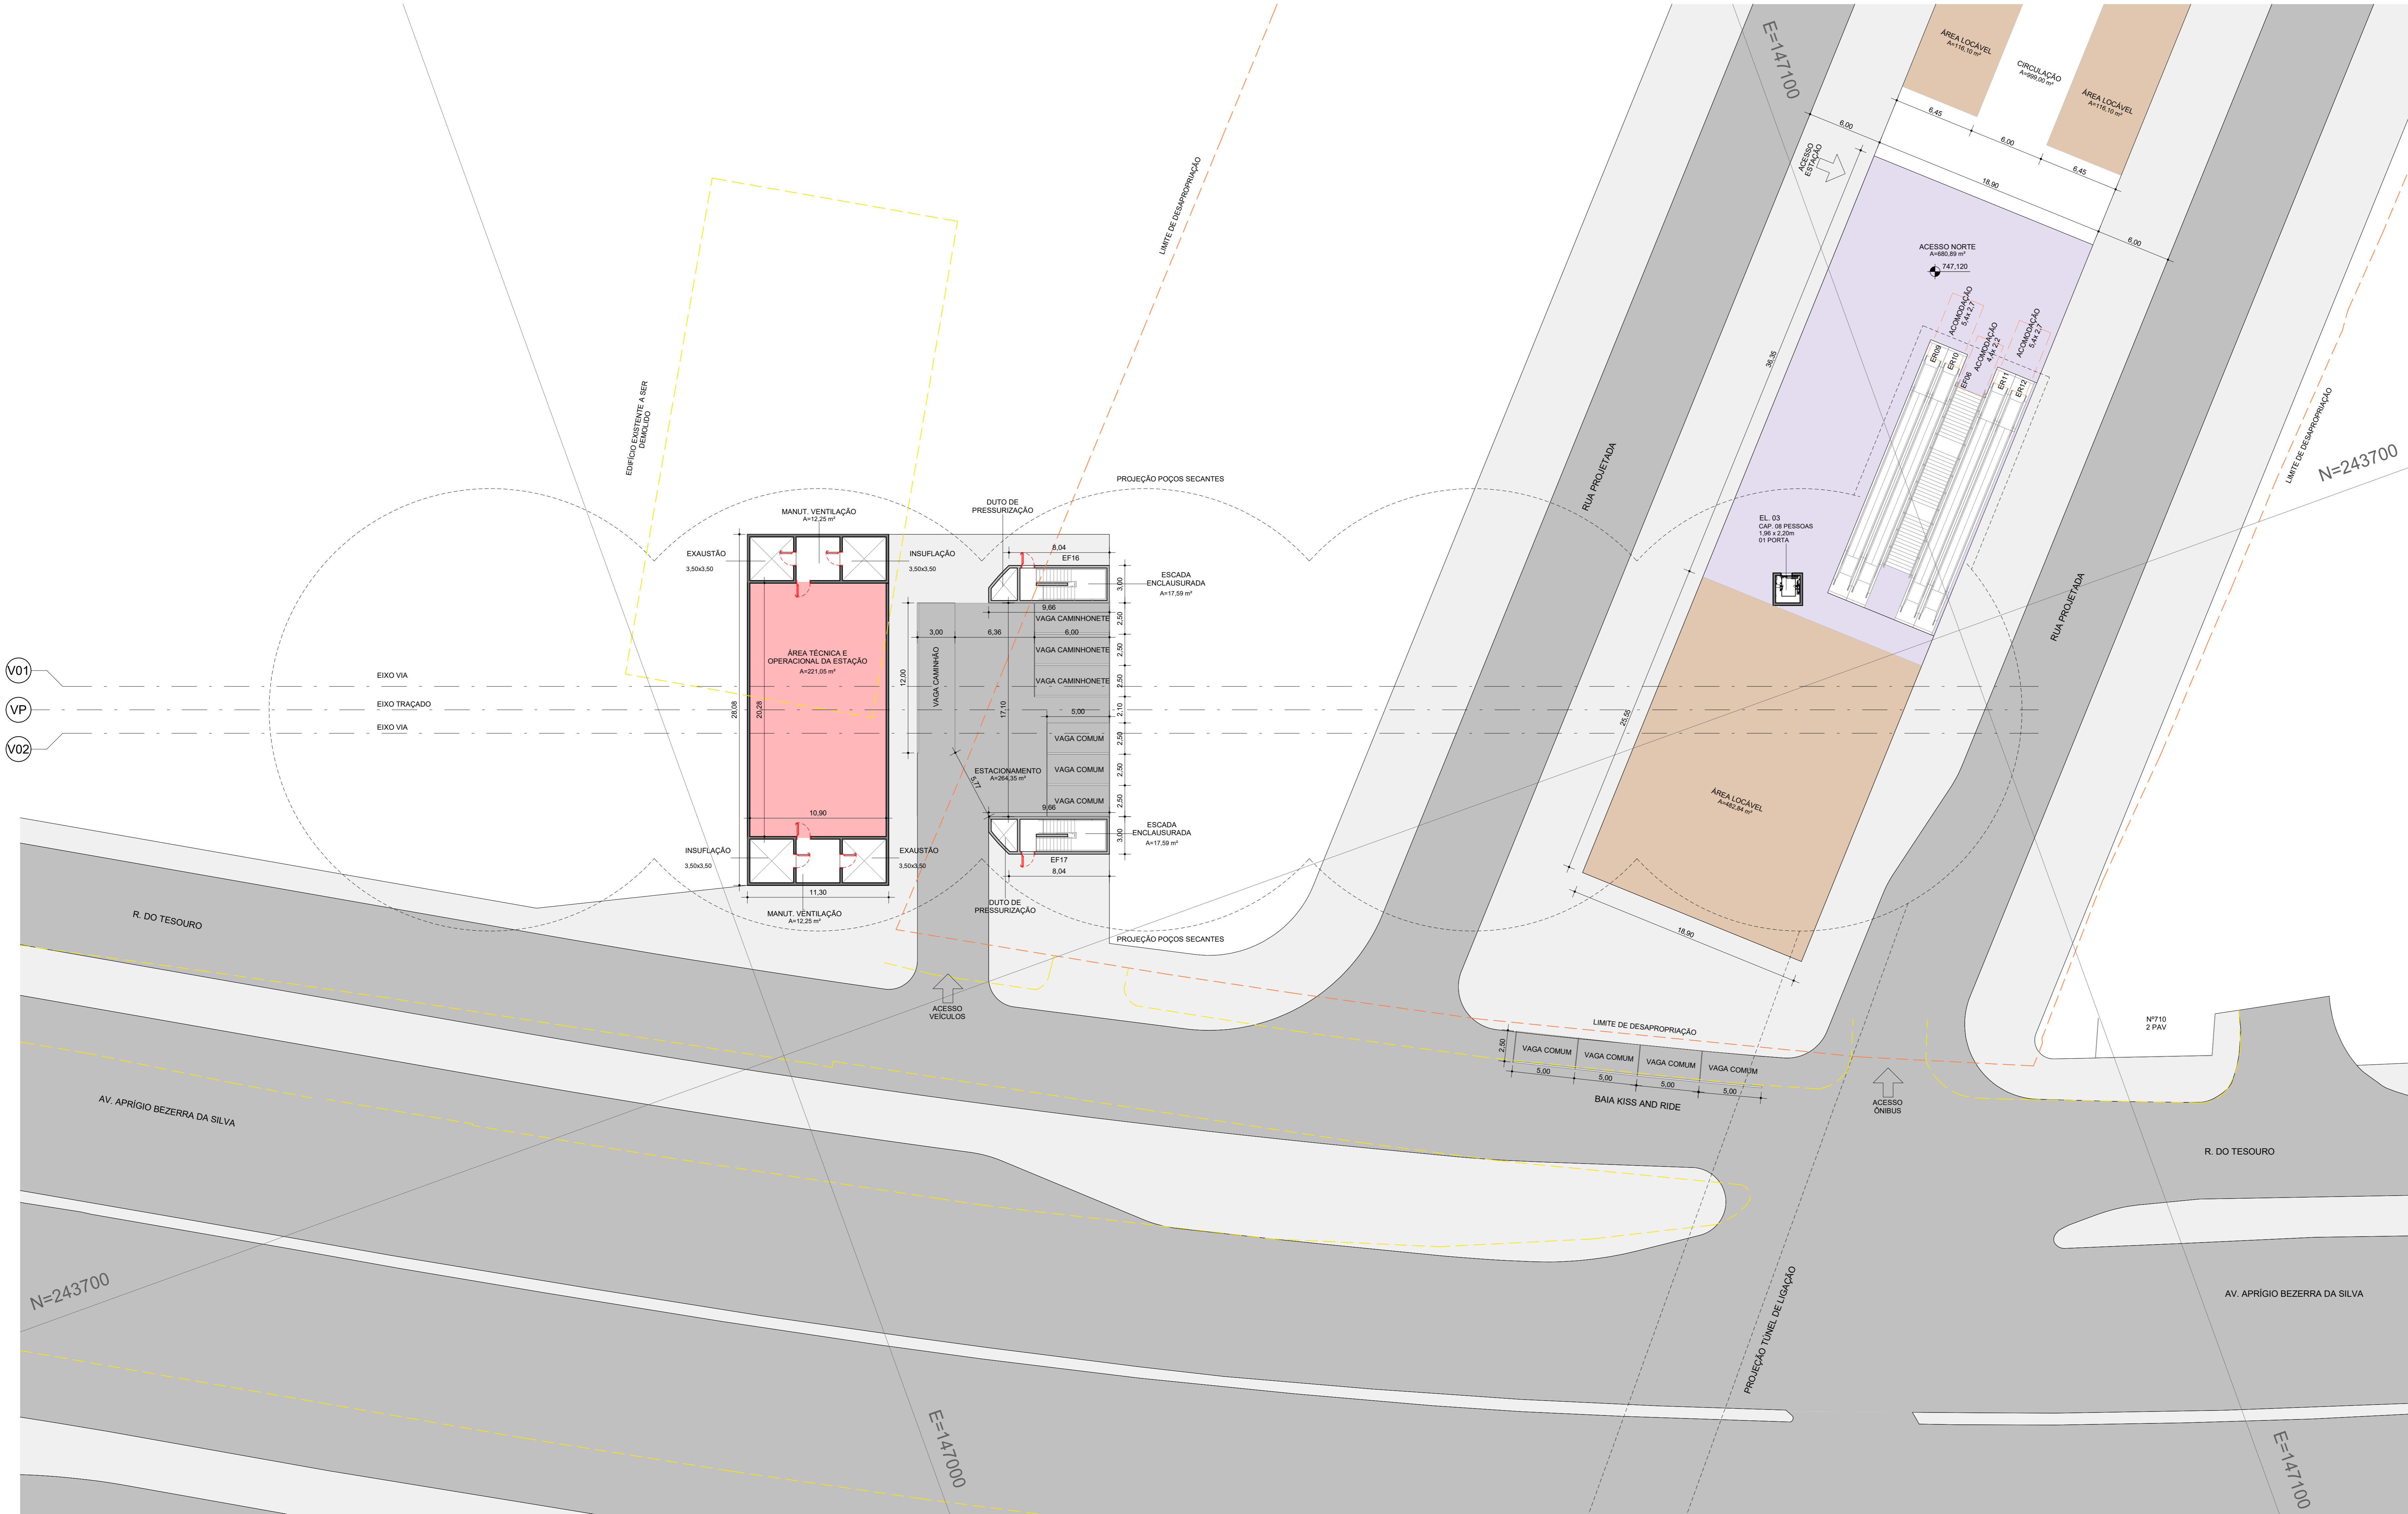 E=147100
ÁREA LOCÁVEL
A=116,10 m²
CIRCULAÇÃO
A=999,00 m²
ÁREA LOCÁVEL
A=116,10 m²
6,45
6,00
6,45
6,00
18,90
6,00
ACESSO
ESTAÇÃO
LIMITE DE DESAPROPRIAÇÃO
ACESSO NORTE
A=680,89 m²
747,120
ACOMODAÇÃO
5,4x 2,7
ACOMODAÇÃO
4,4x 2,2
ACOMODAÇÃO
5,4x 2,7
ER09
ER10
EF06
ER11
ER12
36,35
LIMITE DE DESAPROPRIAÇÃO
N=243700
EDIFÍCIO EXISTENTE A SER
DEMOLIDO
RUA PROJETADA
PROJEÇÃO POÇOS SECANTES
DUTO DE
PRESSURIZAÇÃO
MANUT. VENTILAÇÃO
A=12,25 m²
EXAUSTÃO
3,50x3,50
INSUFLAÇÃO
3,50x3,50
8,04
EF16
ESCADA
ENCLAUSURADA
A=17,59 m²
3,00
EL. 03
CAP. 08 PESSOAS
1,96 x 2,20m
01 PORTA
RUA PROJETADA
9,66
VAGA CAMINHONETE
2,50
3,00
6,36
6,00
VAGA CAMINHONETE
2,50
VAGA CAMINHONETE
2,50
VAGA CAMINHÃO
12,00
17,10
ÁREA TÉCNICA E
OPERACIONAL DA ESTAÇÃO
A=221,05 m²
V01
EIXO VIA
VP
EIXO TRAÇADO
V02
EIXO VIA
28,08
20,28
5,00
2,10
VAGA COMUM
2,50
VAGA COMUM
2,50
VAGA COMUM
2,50
ESTACIONAMENTO
A=264,35 m²
5,77
9,66
25,55
ÁREA LOCÁVEL
A=482,84 m²
10,90
ESCADA
ENCLAUSURADA
A=17,59 m²
3,00
INSUFLAÇÃO
3,50x3,50
EXAUSTÃO
3,50x3,50
EF17
8,04
11,30
MANUT. VENTILAÇÃO
A=12,25 m²
DUTO DE
PRESSURIZAÇÃO
PROJEÇÃO POÇOS SECANTES
18,90
R. DO TESOURO
ACESSO
VEÍCULOS
LIMITE DE DESAPROPRIAÇÃO
Nº710
2 PAV
2,50
VAGA COMUM
VAGA COMUM
VAGA COMUM
VAGA COMUM
5,00
5,00
5,00
5,00
BAIA KISS AND RIDE
ACESSO
ÔNIBUS
AV. APRÍGIO BEZERRA DA SILVA
R. DO TESOURO
N=243700
PROJEÇÃO TÚNEL DE LIGAÇÃO
AV. APRÍGIO BEZERRA DA SILVA
E=147000
E=147100